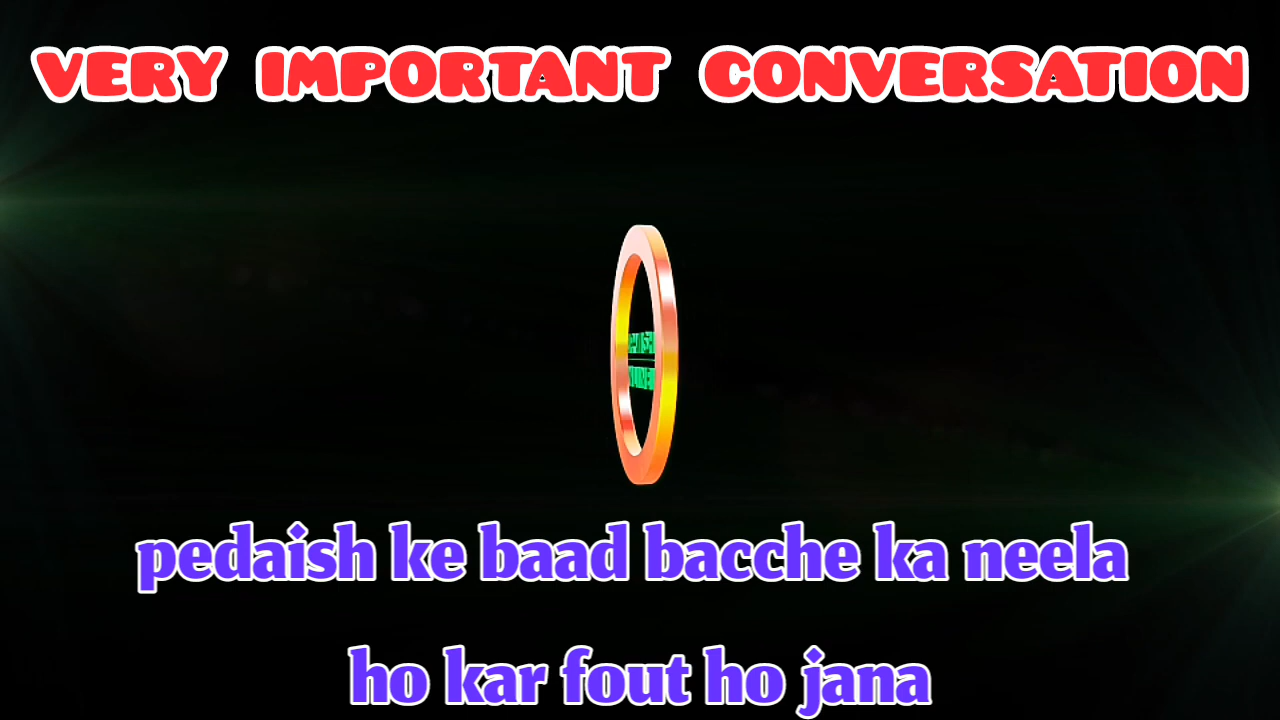 VERY IMPORTANT CONVERSATION
pedaish ke baad bacche ka neela
ho kar fout ho jana